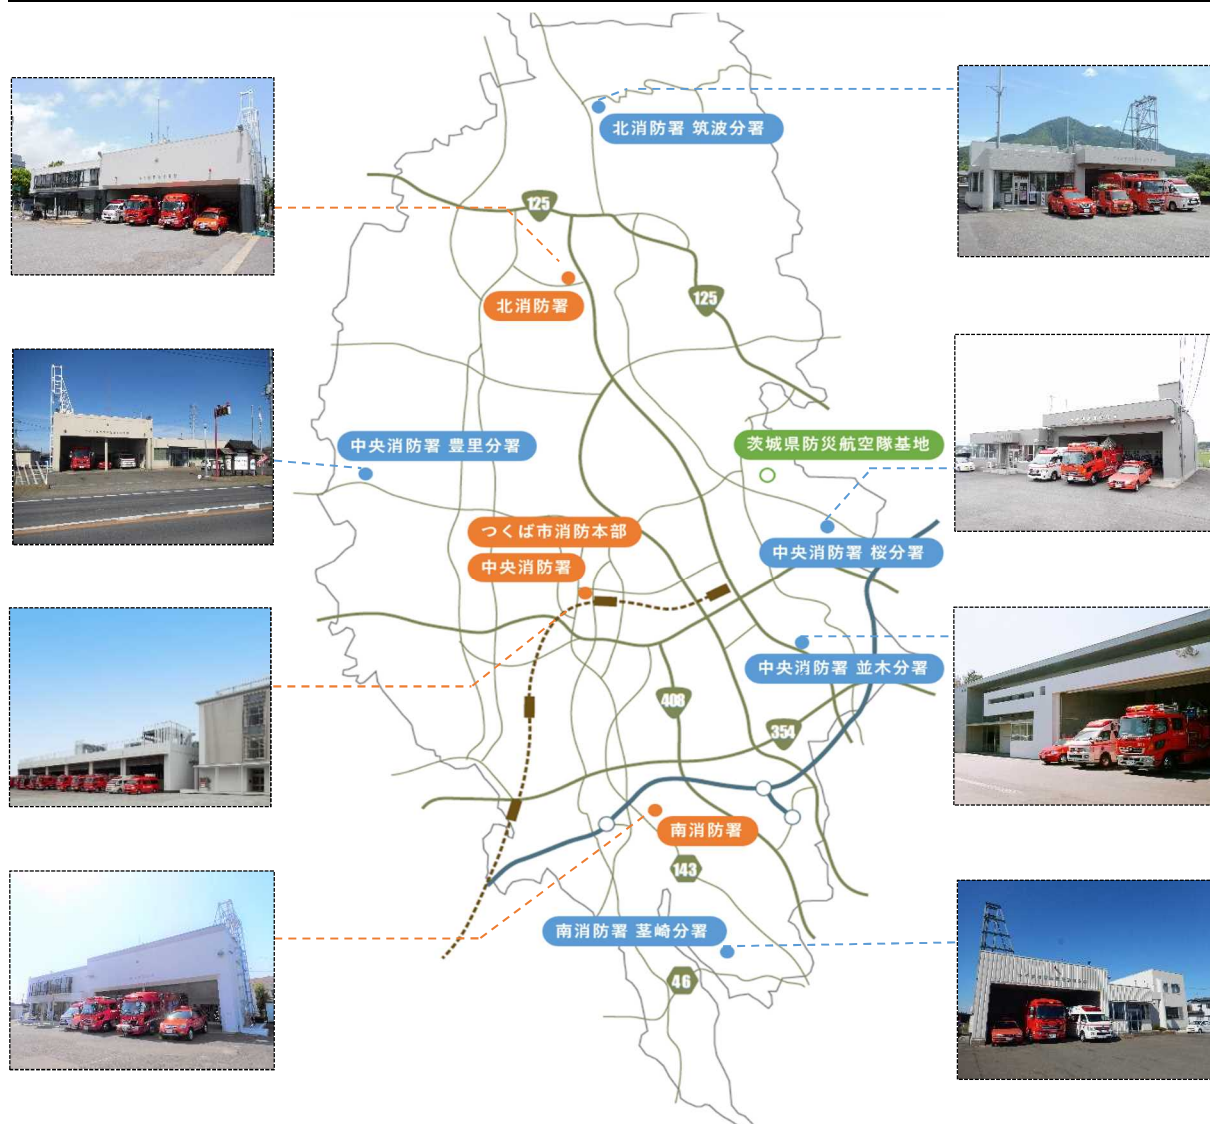 北消防署 筑波分署
125
北消防署
125
中央消防署 豊里分署
茨城県防災航空隊基地
つくば市消防本部
中央消防署
中央消防署 桜分署
中央消防署 並木分署
408
354
南消防署
143
南消防署 茎崎分署
46